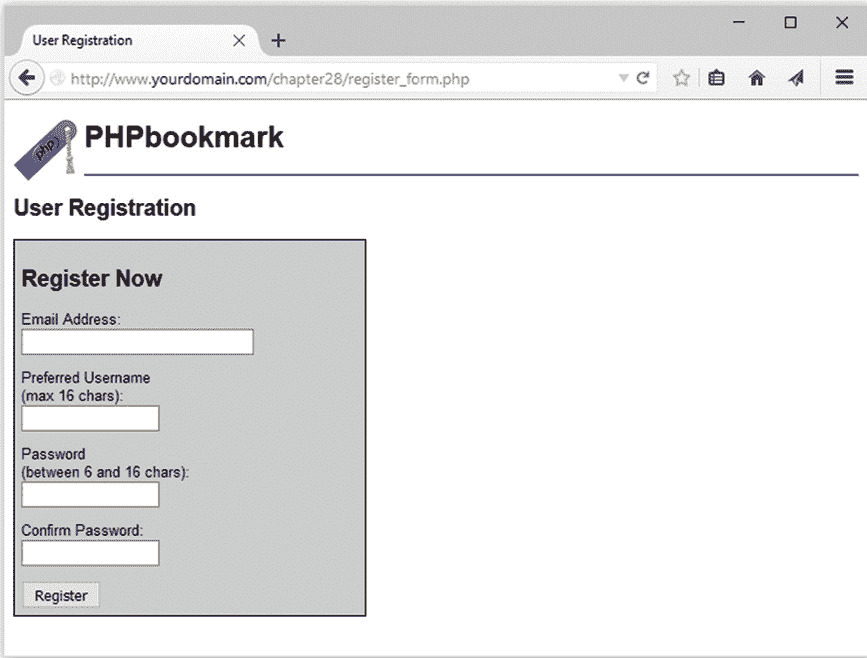 User Registration
http://www.yourdomain.com/chapter28/register_form.php
php
PHPbookmark
User Registration
Register Now
Email Address:
Preferred Username
(max 16 chars):
Password
(between 6 and 16 chars):
Confirm Password:
Register